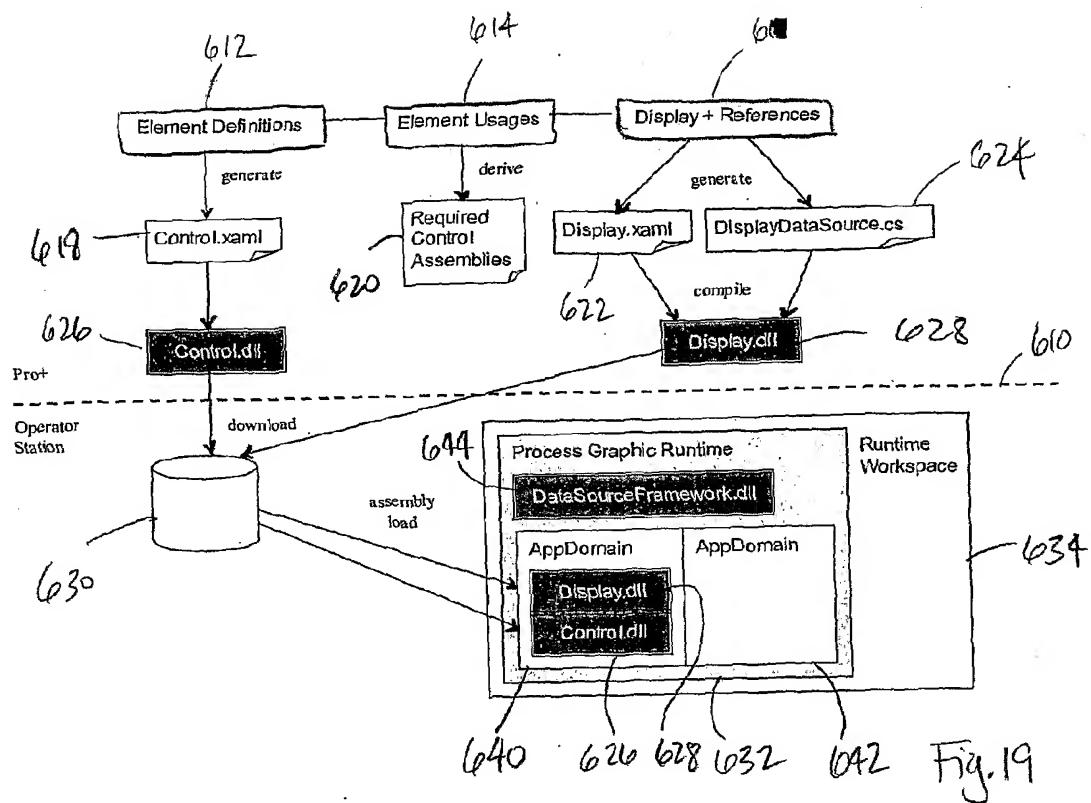 612
614
Element Definitions
Element Usages
Display + References
generate
derive
generate
624
618
Control.xaml
Required
Control
Assemblies
620
Display.xaml
DisplayDataSource.cs
622
compile
626
Control.dll
Display.dll
628
610
Pro+
Operator
Station
download
644
Process Graphic Runtime
Runtime
Workspace
DataSourceFramework.dll
assembly
load
AppDomain
AppDomain
634
630
Display.dll
Control.dll
640
626
628
632
642
Fig. 19